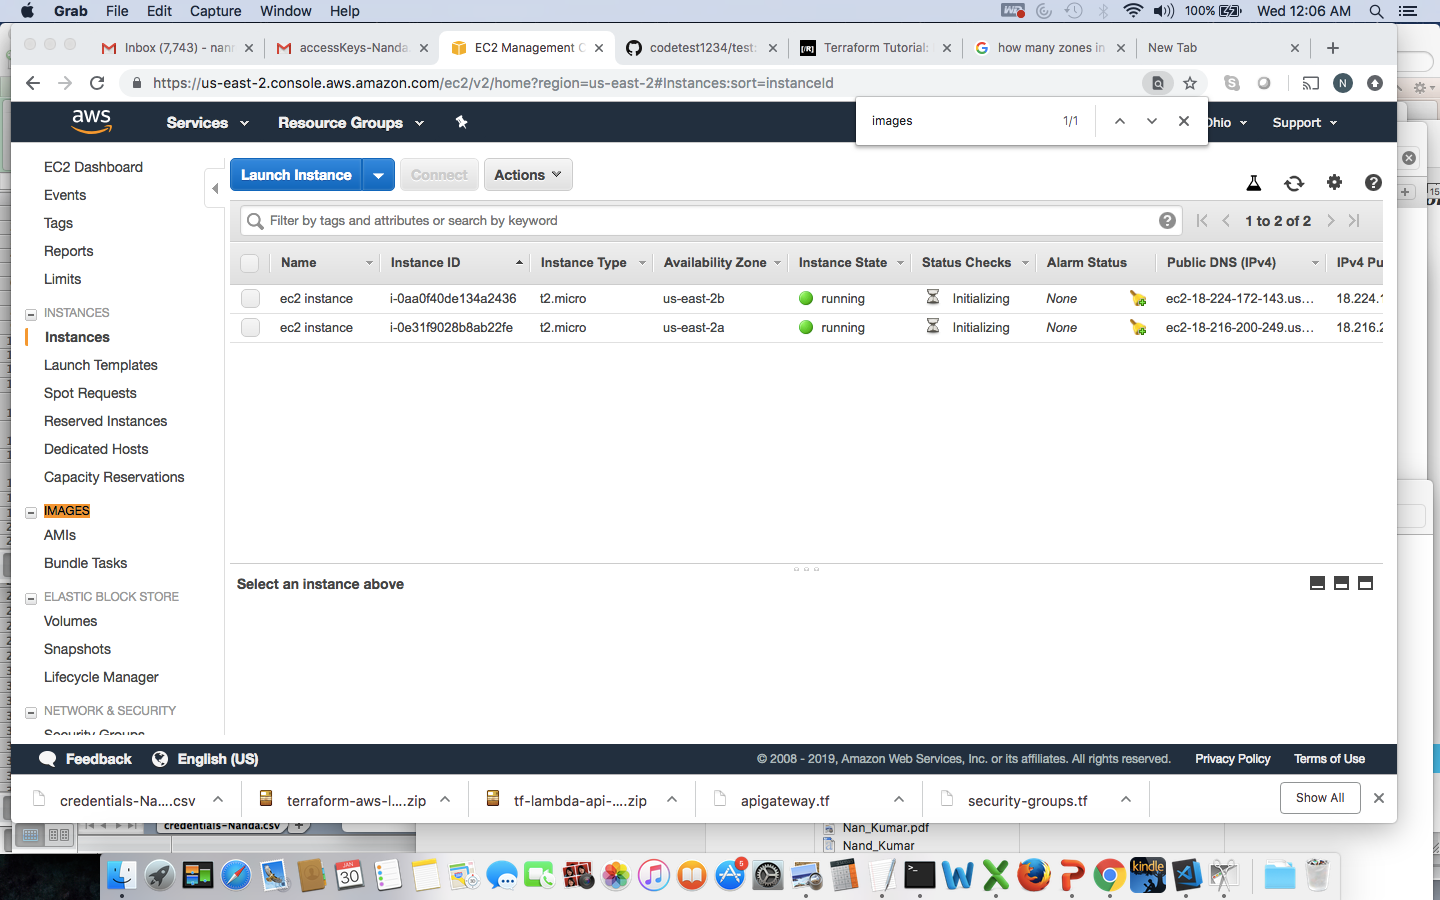 Grab File Edit Capture Window Help 100% Wed 12:06 AM
Inbox (7,743) - nanr accessKeys-Nanda. EC2 Management C codetest1234/test: Terraform Tutorial: how many zones in New Tab
https://us-east-2.console.aws.amazon.com/ec2/v2/home?region=us-east-2#Instances:sort=instanceId N
images 1/1
aws Services Resource Groups Ohio Support
EC2 Dashboard
Events
Tags
Reports
Limits
INSTANCES
Instances
Launch Templates
Spot Requests
Reserved Instances
Dedicated Hosts
Capacity Reservations
IMAGES
AMIs
Bundle Tasks
ELASTIC BLOCK STORE
Volumes
Snapshots
Lifecycle Manager
NETWORK & SECURITY
Security Groups
Launch Instance Connect Actions
Filter by tags and attributes or search by keyword 1 to 2 of 2
Name Instance ID Instance Type Availability Zone Instance State Status Checks Alarm Status Public DNS (IPv4) IPv4 Pu
ec2 instance i-0aa0f40de134a2436 t2.micro us-east-2b running Initializing None ec2-18-224-172-143.us... 18.224.1
ec2 instance i-0e31f9028b8ab22fe t2.micro us-east-2a running Initializing None ec2-18-216-200-249.us... 18.216.2
Select an instance above
Feedback English (US) © 2008 - 2019, Amazon Web Services, Inc. or its affiliates. All rights reserved. Privacy Policy Terms of Use
credentials-Na....csv terraform-aws-l....zip tf-lambda-api-....zip apigateway.tf security-groups.tf Show All
credentials-Nanda.csv
Nan_Kumar.pdf
Nand_Kumar
JAN
30
5
kindle